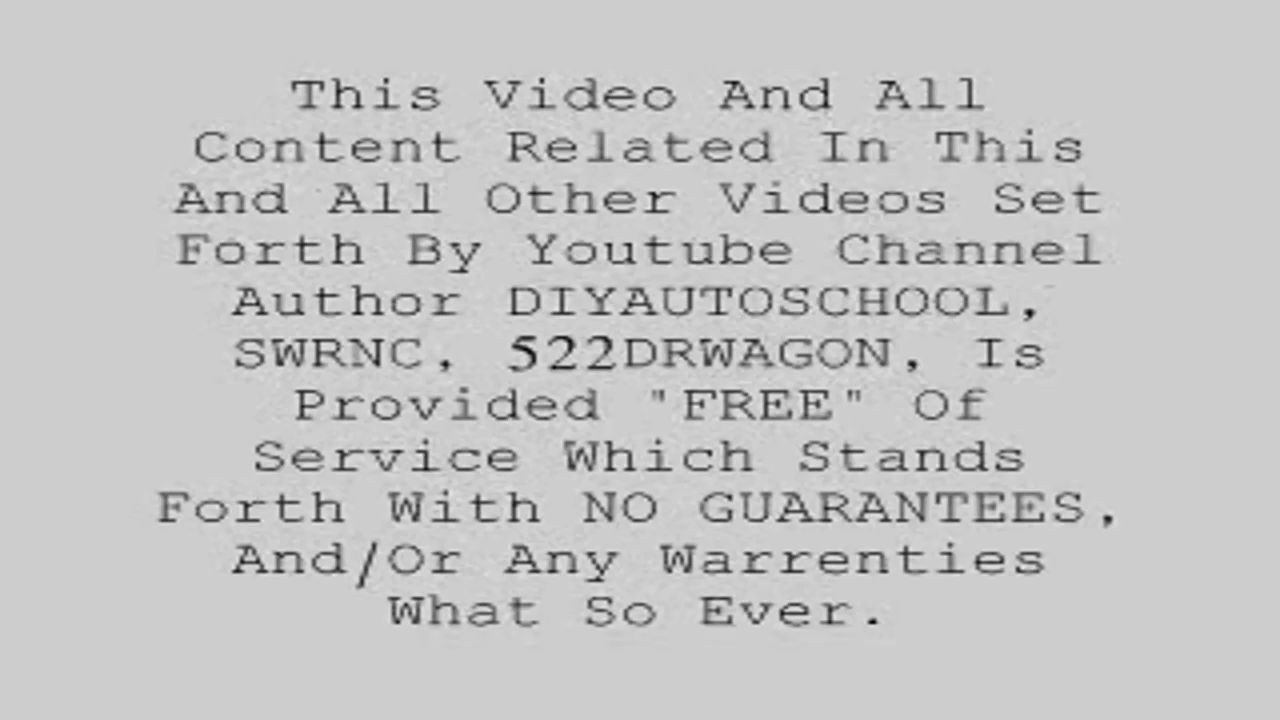 This Video And All
Content Related In This
And All Other Videos Set
Forth By Youtube Channel
Author DIYAUTOSCHOOL,
SWRNC, 522DRWAGON, Is
Provided "FREE" Of
Service Which Stands
Forth With NO GUARANTEES,
And/Or Any Warrenties
What So Ever.